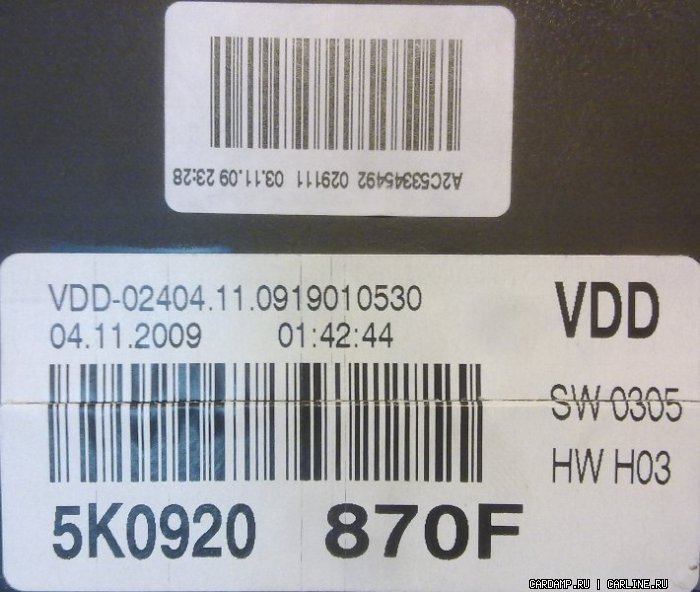 A2C53345492 029111 03.11.09 23:28
VDD-02404.11.0919010530
04.11.2009 01:42:44
VDD
SW 0305
HW H03
5K0920 870F
CARDAMP.RU | CARLINE.RU